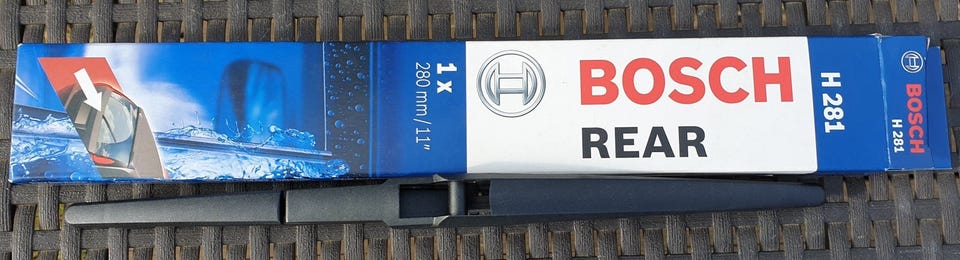 1 x
280 mm / 11"
BOSCH
REAR
H 281
BOSCH
H 281